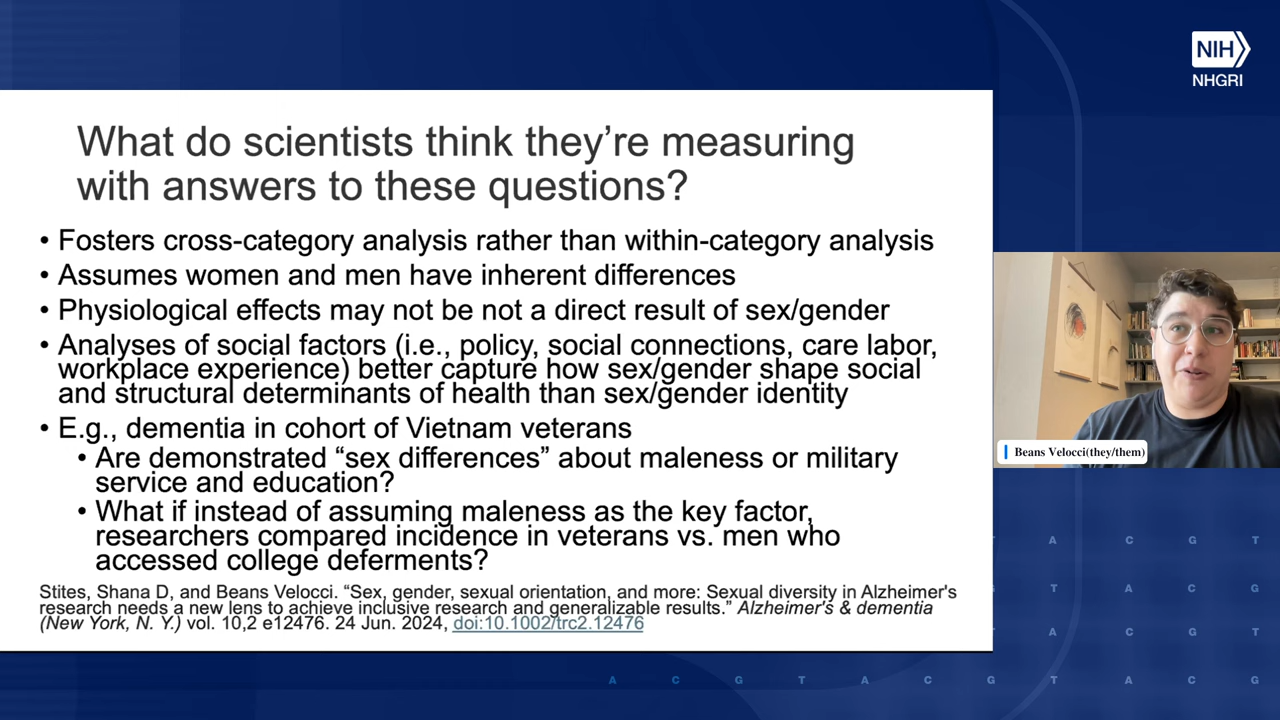 NIH
NHGRI
What do scientists think they're measuring
with answers to these questions?
• Fosters cross-category analysis rather than within-category analysis
• Assumes women and men have inherent differences
• Physiological effects may not be not a direct result of sex/gender
• Analyses of social factors (i.e., policy, social connections, care labor,
workplace experience) better capture how sex/gender shape social
and structural determinants of health than sex/gender identity
• E.g., dementia in cohort of Vietnam veterans
• Are demonstrated “sex differences” about maleness or military
service and education?
• What if instead of assuming maleness as the key factor,
researchers compared incidence in veterans vs. men who
accessed college deferments?
Stites, Shana D, and Beans Velocci. “Sex, gender, sexual orientation, and more: Sexual diversity in Alzheimer's
research needs a new lens to achieve inclusive research and generalizable results.” Alzheimer's & dementia
(New York, N. Y.) vol. 10,2 e12476. 24 Jun. 2024, doi:10.1002/trc2.12476
Beans Velocci(they/them)
A C G T
T A C G
A C G T
A C G T A C G T A C G